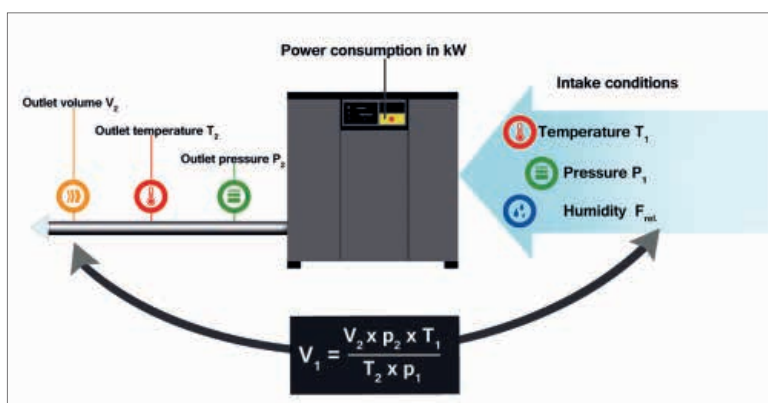 Power consumption in kW
Intake conditions
Outlet volume V₂
Outlet temperature T₂
Outlet pressure P₂
Temperature T₁
Pressure P₁
Humidity F rel.
V₁ = V₂ x p₂ x T₁ / T₂ x p₁